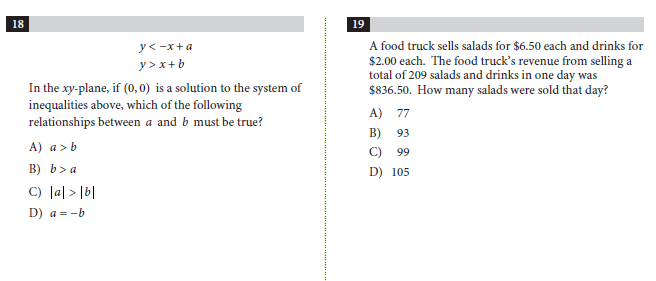 18
y < −x + a
y > x + b
In the xy-plane, if (0, 0) is a solution to the system of
inequalities above, which of the following
relationships between a and b must be true?
A) a > b
B) b > a
C) |a| > |b|
D) a = −b
19
A food truck sells salads for $6.50 each and drinks for
$2.00 each. The food truck's revenue from selling a
total of 209 salads and drinks in one day was
$836.50. How many salads were sold that day?
A) 77
B) 93
C) 99
D) 105